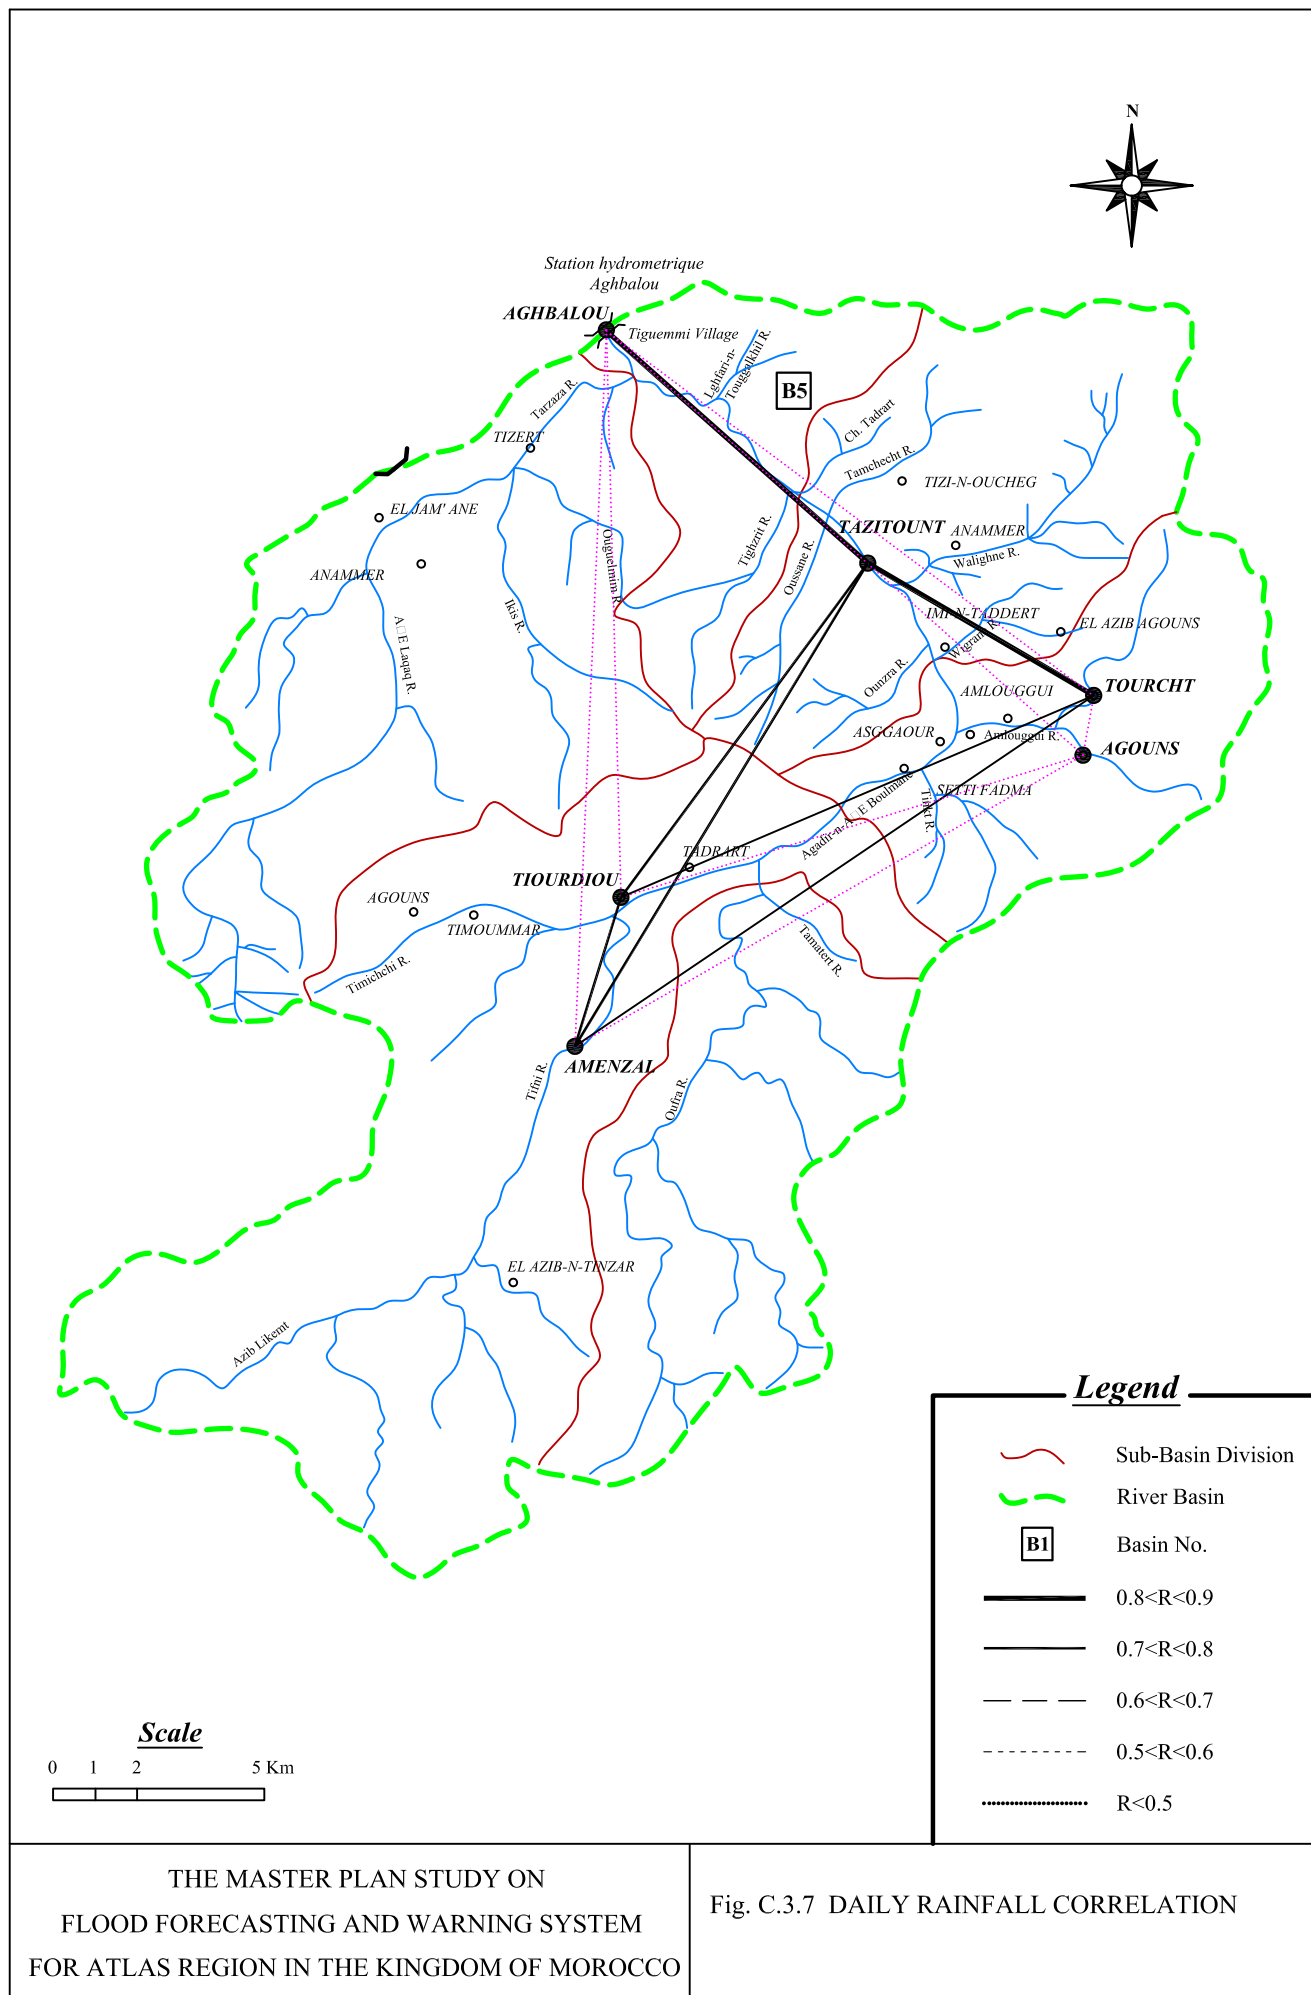 N
Station hydrometrique
Aghbalou
AGHBALOU
Tiguemmi Village
Lghfari-n-
Touggalkhil R.
B5
Tarzaza R.
TIZERT
Ch. Tadrart
Tamchecht R.
TIZI-N-OUCHEG
EL JAM' ANE
TAZITOUNT
ANAMMER
Walighne R.
ANAMMER
Ouguelmim R.
Tighzrit R.
Oussane R.
Ikis R.
IMI-N-TADDERT
EL AZIB AGOUNS
A□E Laqaq R.
Ounzra R.
TOURCHT
AMLOUGGUI
ASGGAOUR
Amlouggui R.
AGOUNS
SETTI FADMA
Agadir-n-A□E Boulmane
TADRART
TIOURDIOU
AGOUNS
TIMOUMMAR
Timichchi R.
Tamatert R.
AMENZAL
Tifni R.
Oufra R.
EL AZIB-N-TINZAR
Azib Likemt
Legend
Sub-Basin Division
River Basin
B1 Basin No.
0.8<R<0.9
0.7<R<0.8
0.6<R<0.7
0.5<R<0.6
R<0.5
Scale
0 1 2 5 Km
THE MASTER PLAN STUDY ON
FLOOD FORECASTING AND WARNING SYSTEM
FOR ATLAS REGION IN THE KINGDOM OF MOROCCO
Fig. C.3.7 DAILY RAINFALL CORRELATION